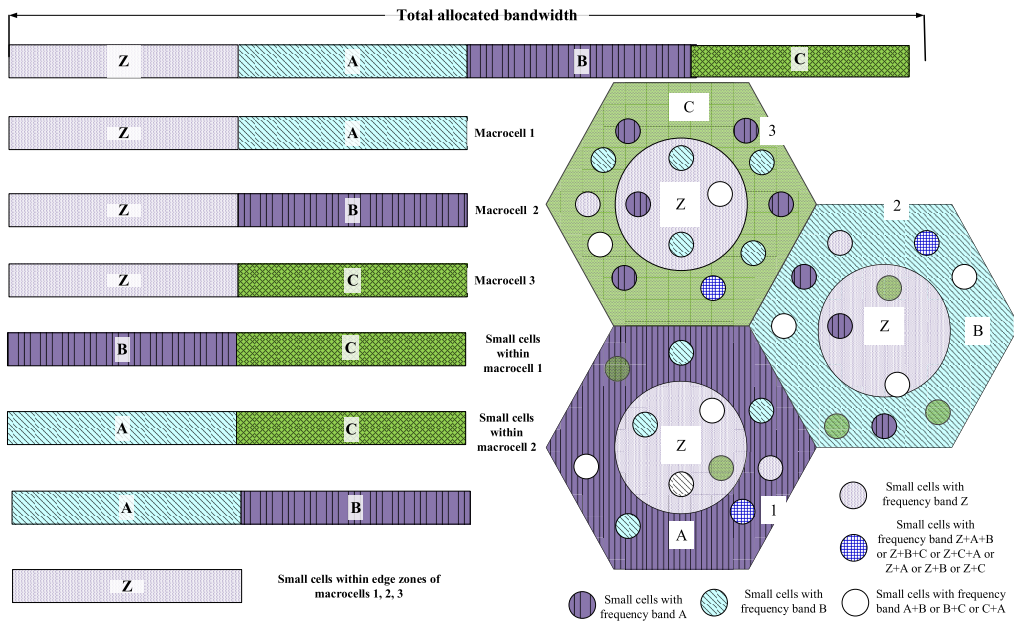 Total allocated bandwidth
Z A B C
Z A Macrocell 1
Z B Macrocell 2
Z C Macrocell 3
B C Small cells
within
macrocell 1
A C Small cells
within
macrocell 2
A B
Z Small cells within edge zones of
macrocells 1, 2, 3
C
3
Z
2
Z
B
Z
1
A
Small cells with
frequency band Z
Small cells with
frequency band Z+A+B
or Z+B+C or Z+C+A or
Z+A or Z+B or Z+C
Small cells with
frequency band A
Small cells with
frequency band B
Small cells with frequency
band A+B or B+C or C+A